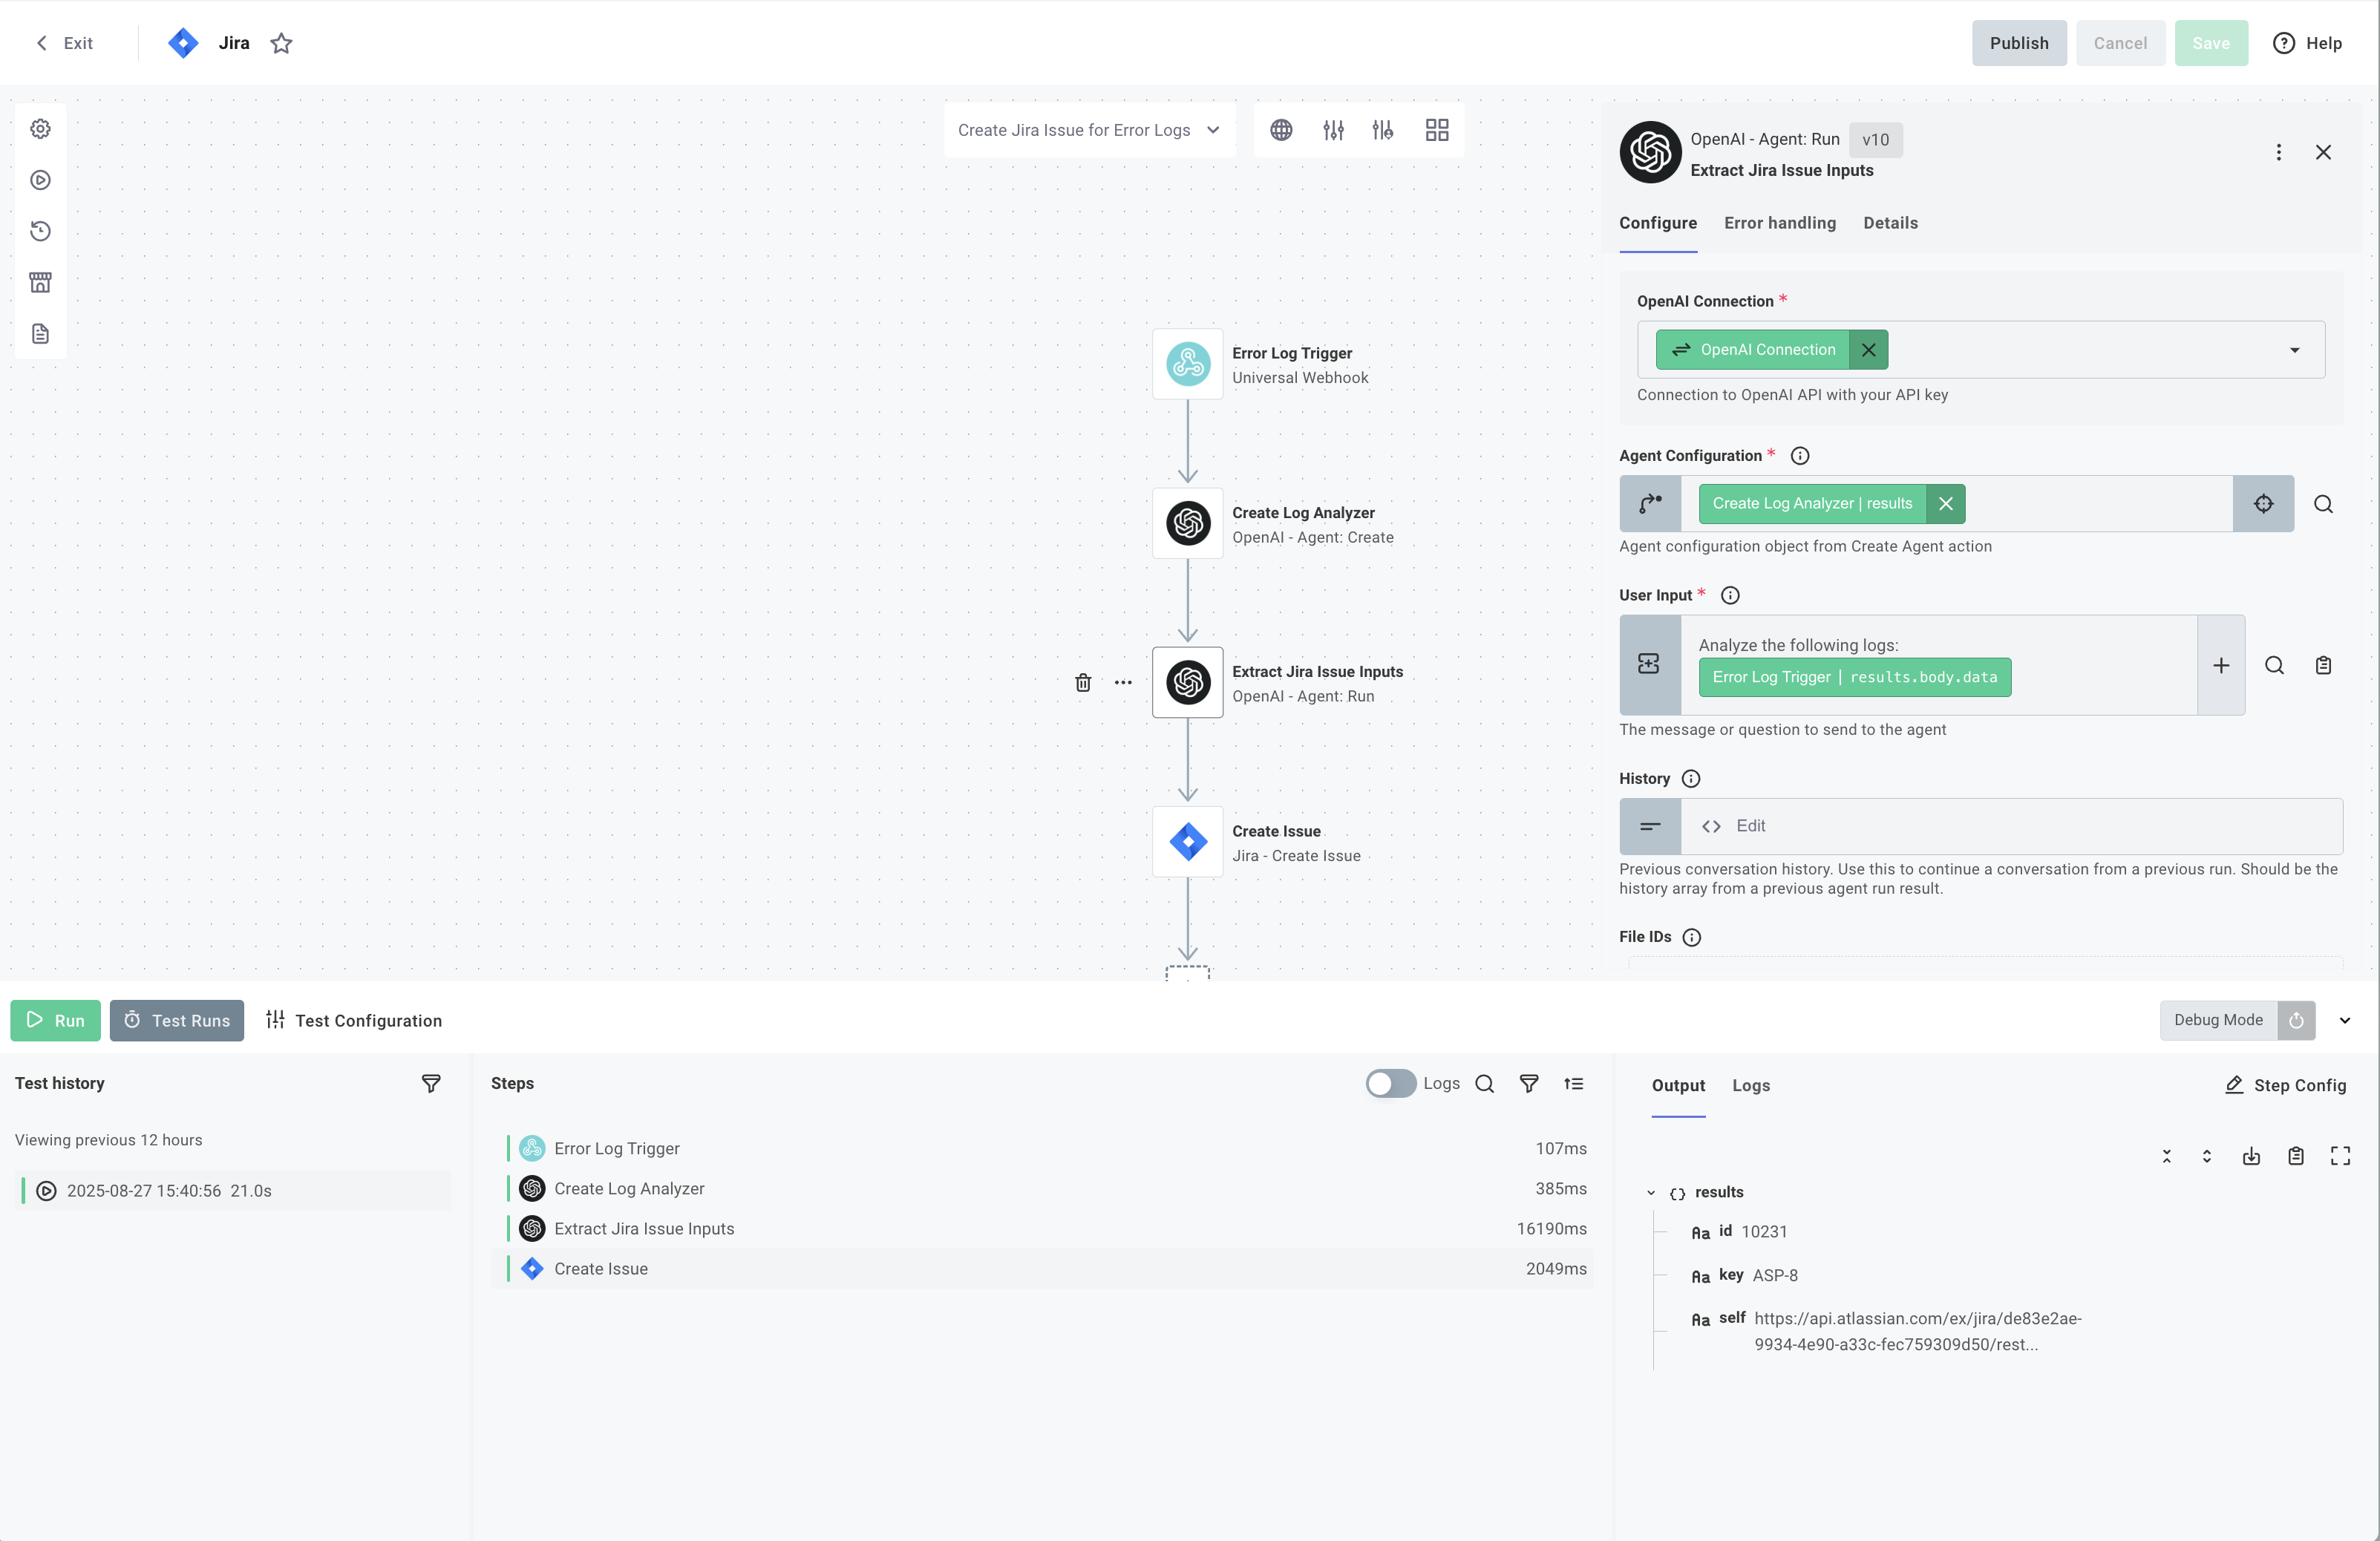 Exit
Jira
Publish
Cancel
Save
Help
Create Jira Issue for Error Logs
Error Log Trigger
Universal Webhook
Create Log Analyzer
OpenAI - Agent: Create
Extract Jira Issue Inputs
OpenAI - Agent: Run
Create Issue
Jira - Create Issue
OpenAI - Agent: Run v10
Extract Jira Issue Inputs
Configure Error handling Details
OpenAI Connection *
OpenAI Connection
Connection to OpenAI API with your API key
Agent Configuration *
Create Log Analyzer | results
Agent configuration object from Create Agent action
User Input *
Analyze the following logs:
Error Log Trigger | results.body.data
The message or question to send to the agent
History
Edit
Previous conversation history. Use this to continue a conversation from a previous run. Should be the
history array from a previous agent run result.
File IDs
Run
Test Runs
Test Configuration
Debug Mode
Test history
Viewing previous 12 hours
2025-08-27 15:40:56 21.0s
Steps
Logs
Error Log Trigger 107ms
Create Log Analyzer 385ms
Extract Jira Issue Inputs 16190ms
Create Issue 2049ms
Output Logs
Step Config
{} results
Aa id 10231
Aa key ASP-8
Aa self https://api.atlassian.com/ex/jira/de83e2ae-
9934-4e90-a33c-fec759309d50/rest...